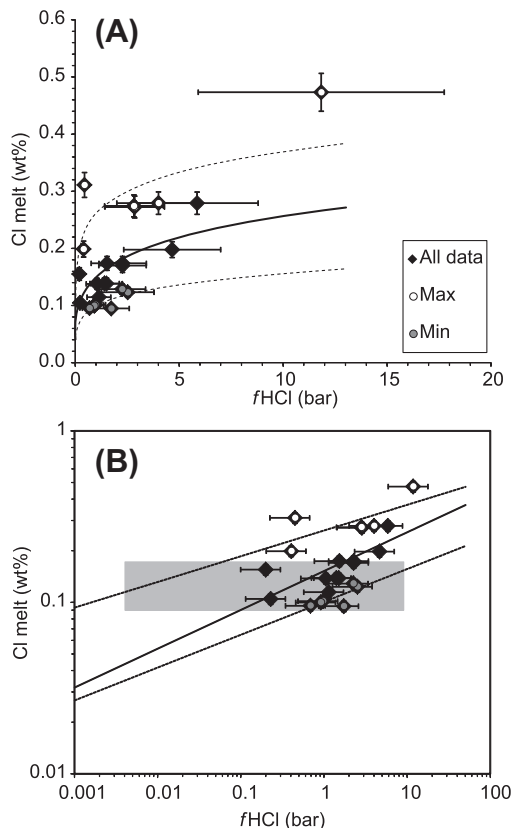 (A)
0.6
0.5
0.4
0.3
0.2
0.1
0.0
Cl melt (wt%)
All data
Max
Min
0 5 10 15 20
fHCl (bar)
(B)
1
0.1
0.01
Cl melt (wt%)
0.001 0.01 0.1 1 10 100
fHCl (bar)